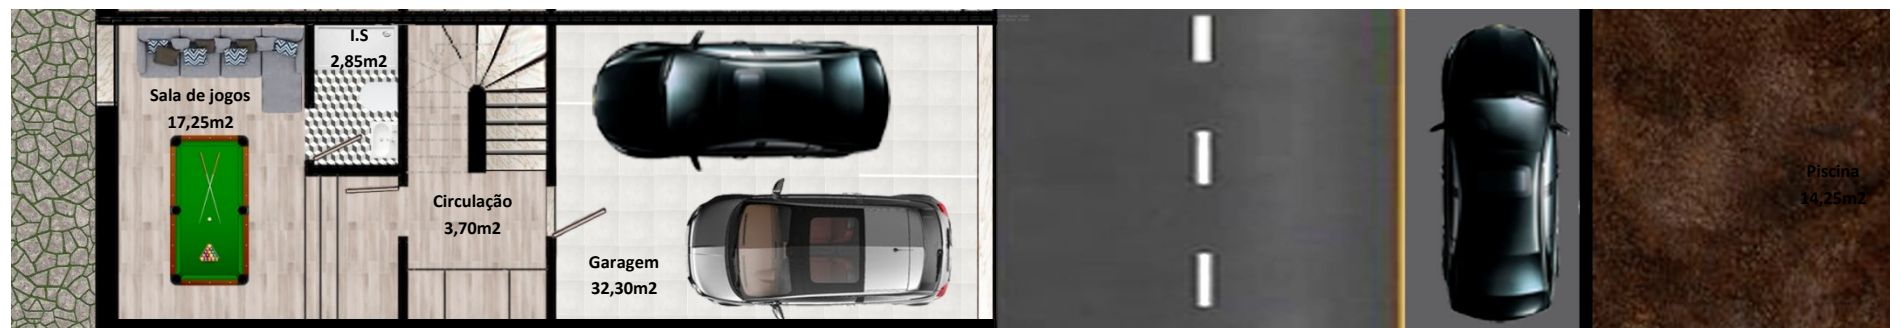 I.S
2,85m2
Sala de jogos
17,25m2
Circulação
3,70m2
Garagem
32,30m2
Piscina
14,25m2